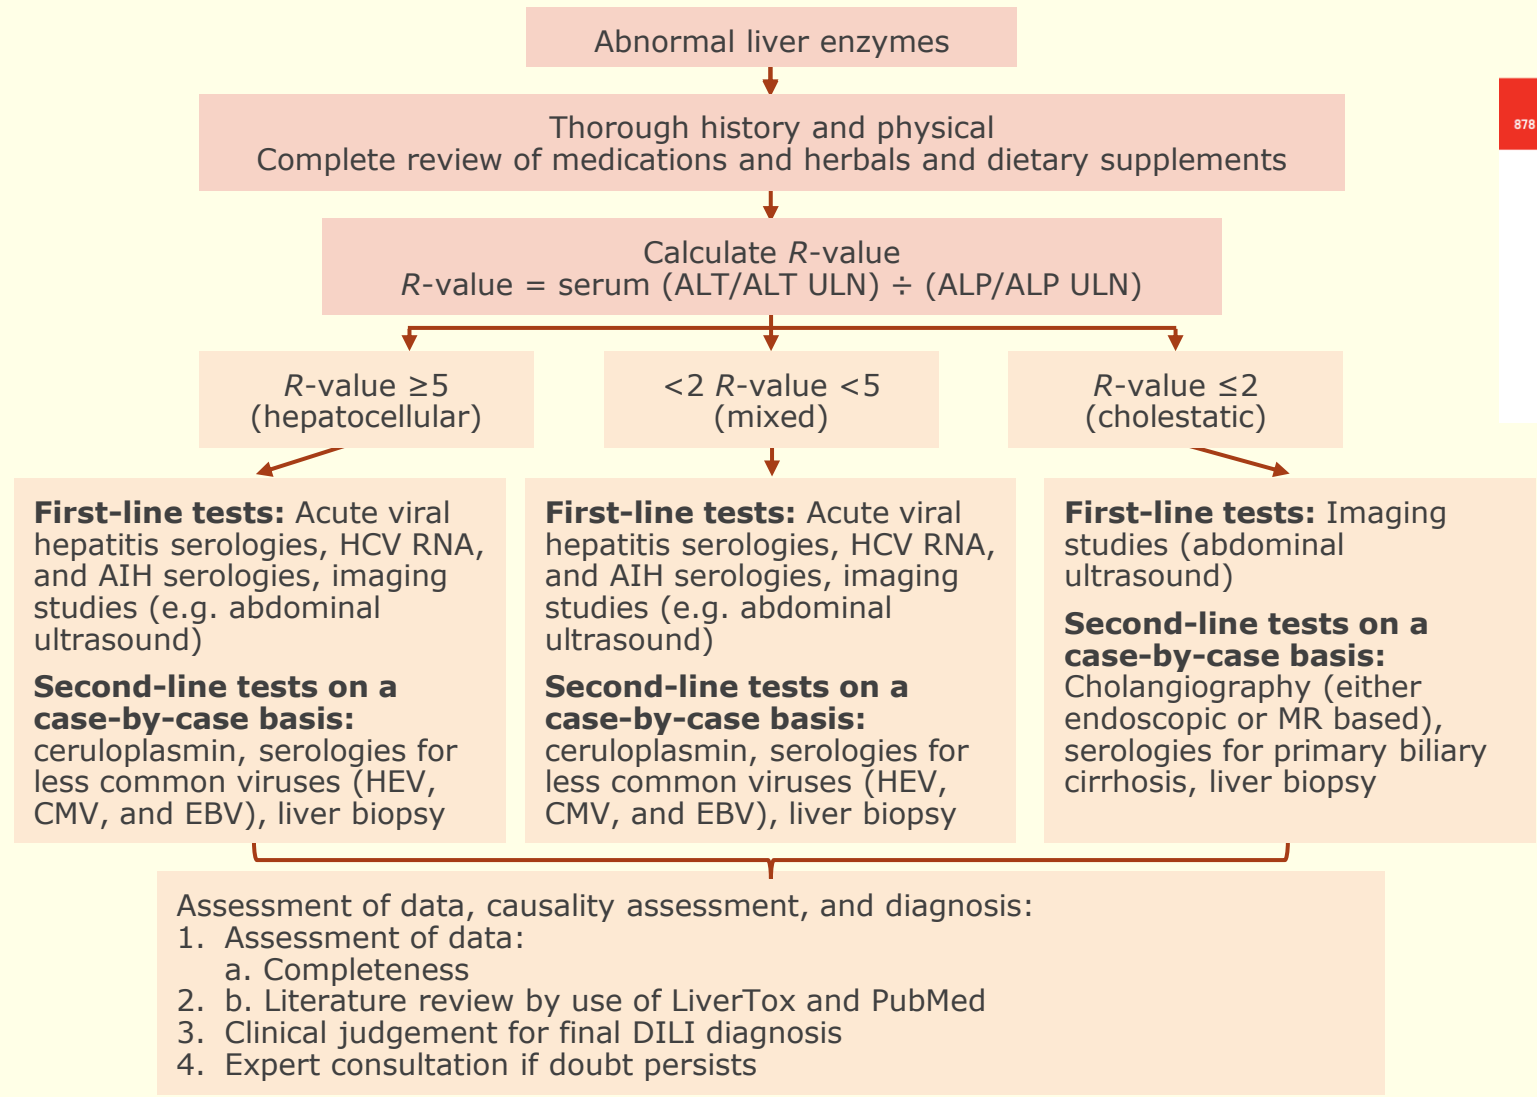 Abnormal liver enzymes
Thorough history and physical
Complete review of medications and herbals and dietary supplements
878
Calculate R-value
R-value = serum (ALT/ALT ULN) ÷ (ALP/ALP ULN)
R-value ≥5
(hepatocellular)
<2 R-value <5
(mixed)
R-value ≤2
(cholestatic)
First-line tests: Acute viral
hepatitis serologies, HCV RNA,
and AIH serologies, imaging
studies (e.g. abdominal
ultrasound)
Second-line tests on a
case-by-case basis:
ceruloplasmin, serologies for
less common viruses (HEV,
CMV, and EBV), liver biopsy
First-line tests: Acute viral
hepatitis serologies, HCV RNA,
and AIH serologies, imaging
studies (e.g. abdominal
ultrasound)
Second-line tests on a
case-by-case basis:
ceruloplasmin, serologies for
less common viruses (HEV,
CMV, and EBV), liver biopsy
First-line tests: Imaging
studies (abdominal
ultrasound)
Second-line tests on a
case-by-case basis:
Cholangiography (either
endoscopic or MR based),
serologies for primary biliary
cirrhosis, liver biopsy
Assessment of data, causality assessment, and diagnosis:
1. Assessment of data:
a. Completeness
2. b. Literature review by use of LiverTox and PubMed
3. Clinical judgement for final DILI diagnosis
4. Expert consultation if doubt persists